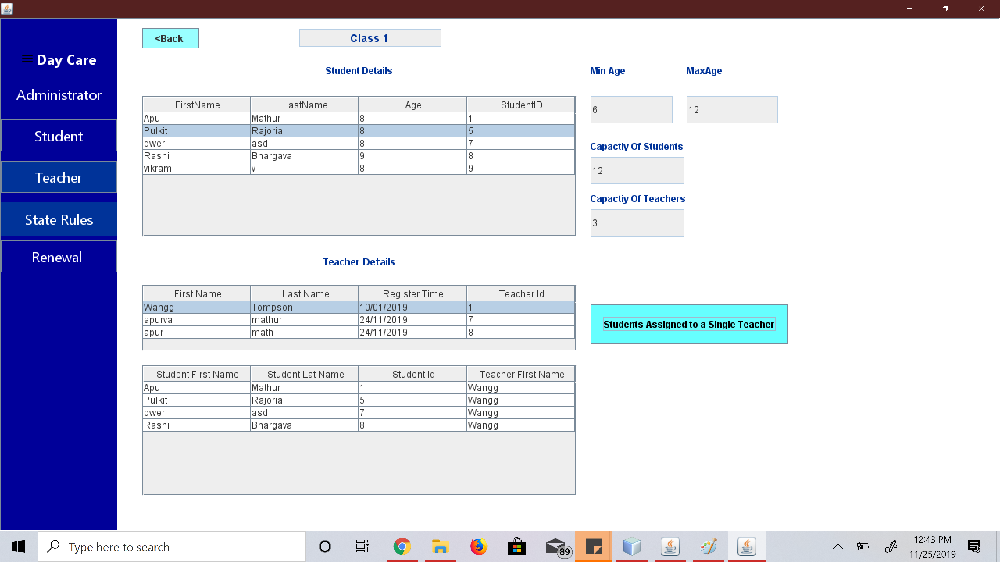 <Back
Class 1
Day Care
Administrator
Student
Teacher
State Rules
Renewal
Student Details
FirstName LastName Age StudentID
Apu Mathur 8 1
Pulkit Rajoria 8 5
qwer asd 8 7
Rashi Bhargava 9 8
vikram v 8 9
Min Age MaxAge
6 12
Capactiy Of Students
12
Capactiy Of Teachers
3
Teacher Details
First Name Last Name Register Time Teacher Id
Wangg Tompson 10/01/2019 1
apurva mathur 24/11/2019 7
apur math 24/11/2019 8
Students Assigned to a Single Teacher
Student First Name Student Lat Name Student Id Teacher First Name
Apu Mathur 1 Wangg
Pulkit Rajoria 5 Wangg
qwer asd 7 Wangg
Rashi Bhargava 8 Wangg
Type here to search
89
12:43 PM
11/25/2019